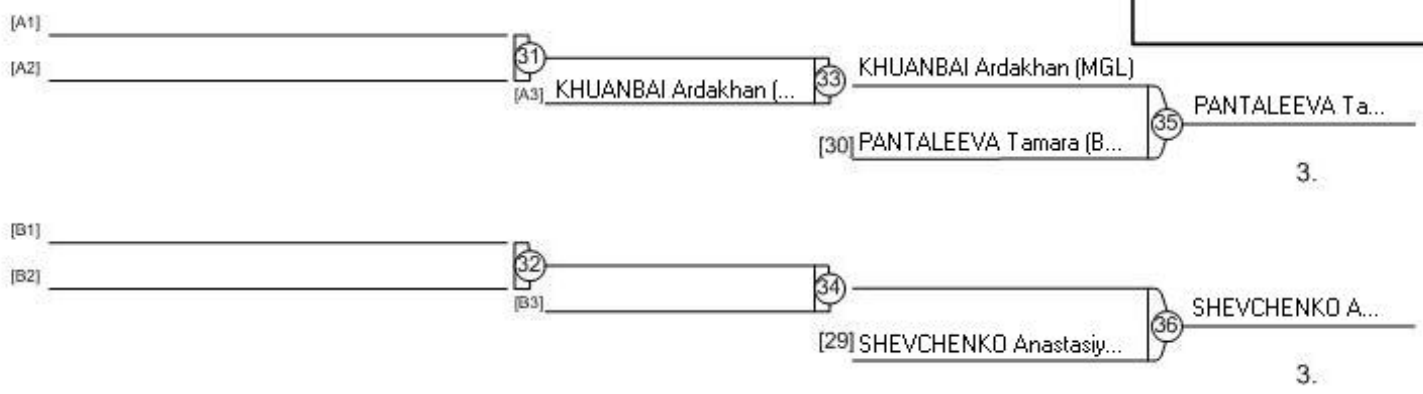 [A1]
[A2]
31
[A3] KHUANBAI Ardakhan (...
33
KHUANBAI Ardakhan (MGL)
[30] PANTALEEVA Tamara (B...
35
PANTALEEVA Ta...
3.
[B1]
[B2]
32
[B3]
34
[29] SHEVCHENKO Anastasiy...
36
SHEVCHENKO A...
3.